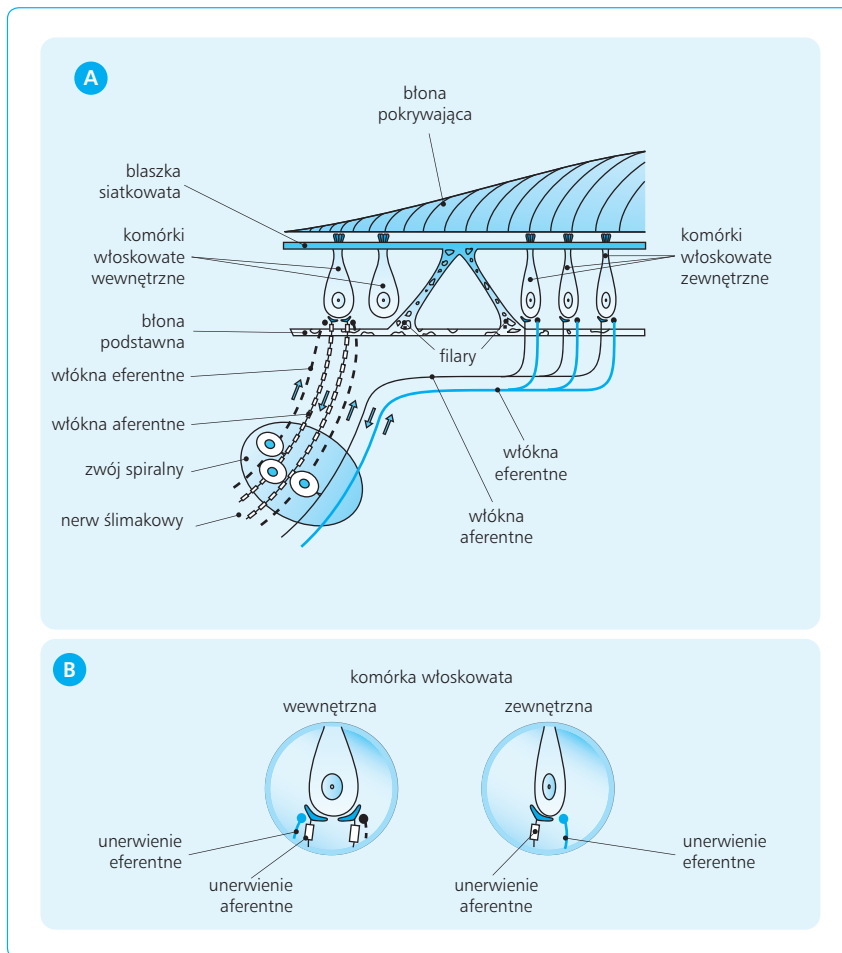 A
błona
pokrywająca
blaszka
siatkowata
komórki
włoskowate
wewnętrzne
komórki
włoskowate
zewnętrzne
błona
podstawna
filary
włókna eferentne
włókna aferentne
zwój spiralny
nerw ślimakowy
włókna
eferentne
włókna
aferentne
B
komórka włoskowata
wewnętrzna
zewnętrzna
unerwienie
eferentne
unerwienie
aferentne
unerwienie
aferentne
unerwienie
eferentne